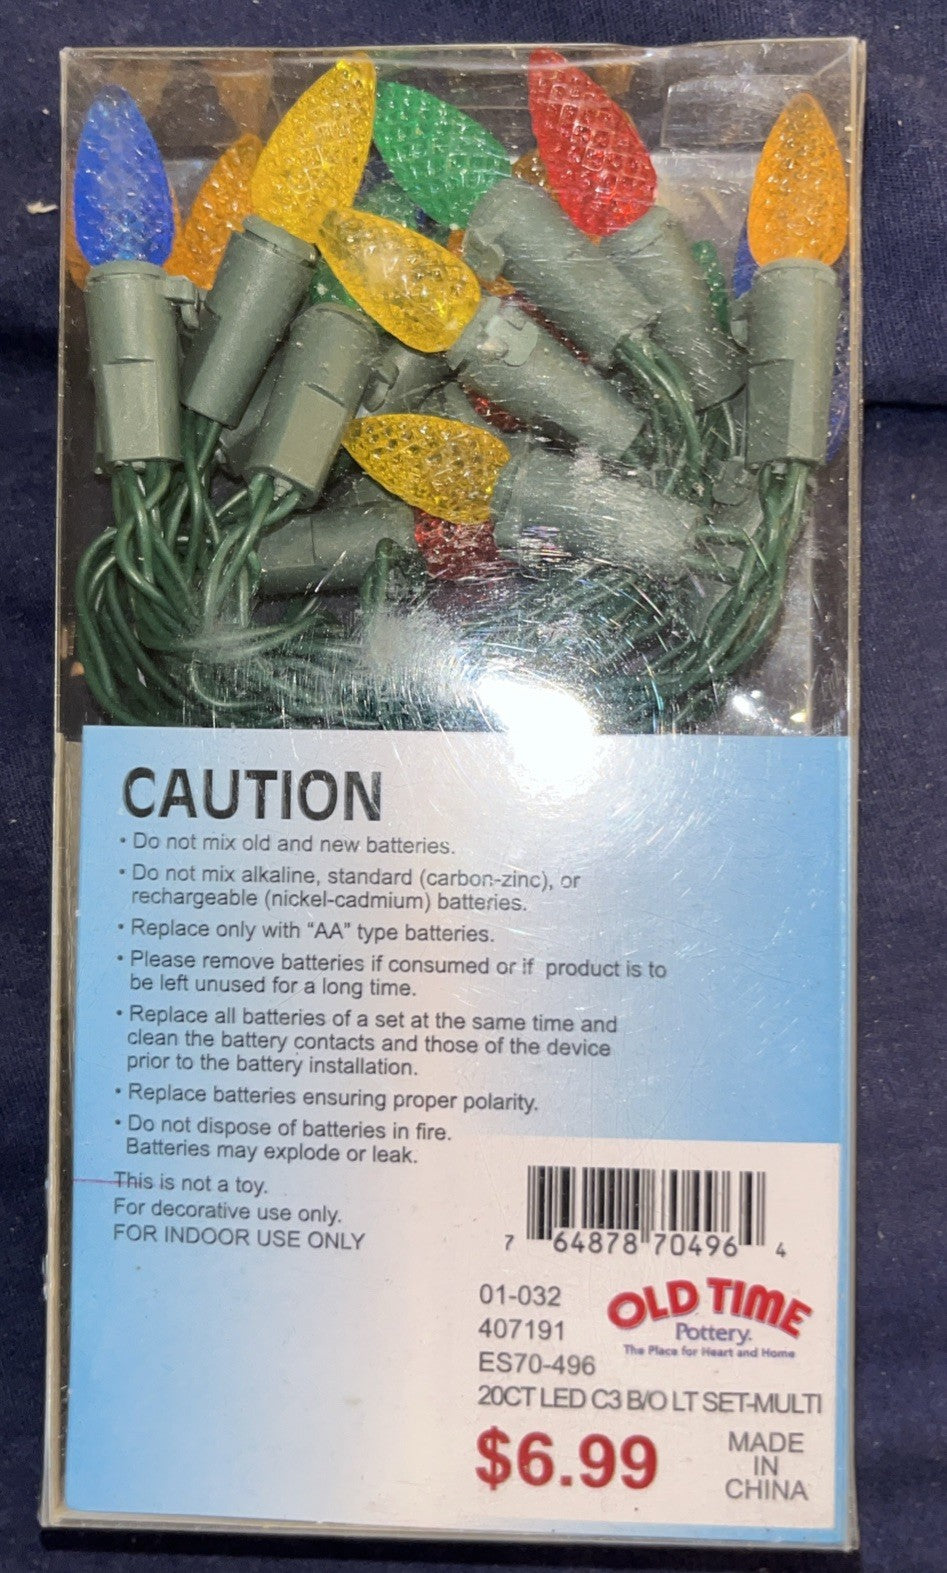 CAUTION
• Do not mix old and new batteries.
• Do not mix alkaline, standard (carbon-zinc), or
rechargeable (nickel-cadmium) batteries.
• Replace only with “AA” type batteries.
• Please remove batteries if consumed or if product is to
be left unused for a long time.
• Replace all batteries of a set at the same time and
clean the battery contacts and those of the device
prior to the battery installation.
• Replace batteries ensuring proper polarity.
• Do not dispose of batteries in fire.
Batteries may explode or leak.
This is not a toy.
For decorative use only.
FOR INDOOR USE ONLY
7 64878 70496 4
01-032
407191
ES70-496
OLD TIME
Pottery.
The Place for Heart and Home
20CT LED C3 B/O LT SET-MULTI
$6.99
MADE
IN
CHINA